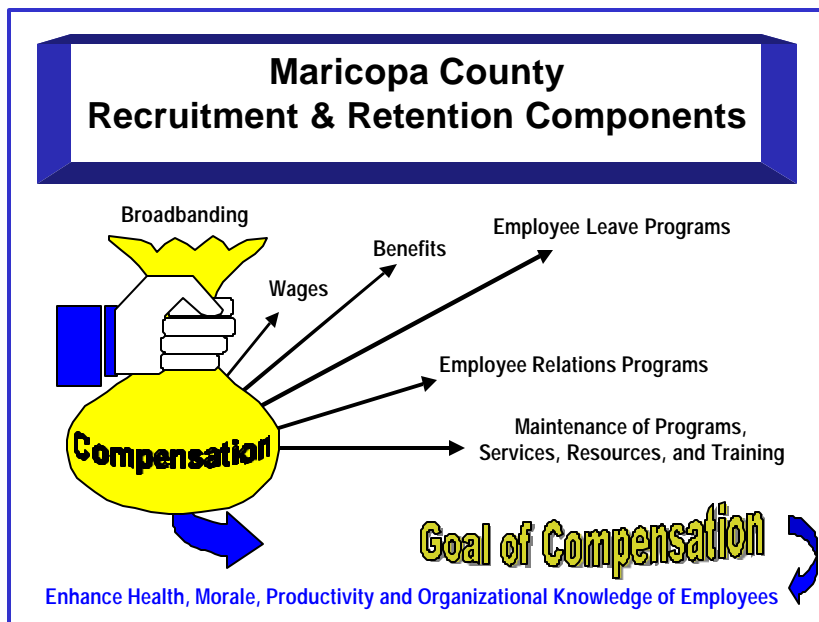 Maricopa County
Recruitment & Retention Components
Broadbanding
Employee Leave Programs
Benefits
Wages
Employee Relations Programs
Maintenance of Programs,
Services, Resources, and Training
Compensation
Goal of Compensation
Enhance Health, Morale, Productivity and Organizational Knowledge of Employees